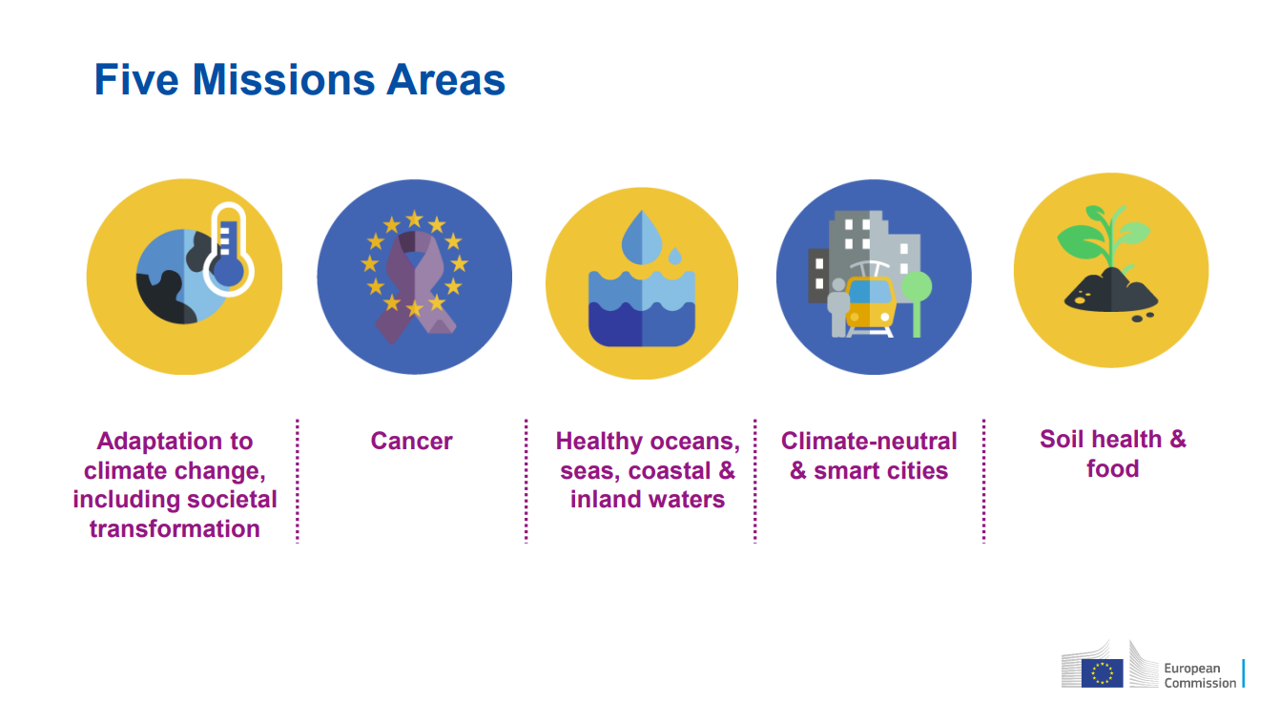 Five Missions Areas
Adaptation to
climate change,
including societal
transformation
Cancer
Healthy oceans,
seas, coastal &
inland waters
Climate-neutral
& smart cities
Soil health &
food
European
Commission